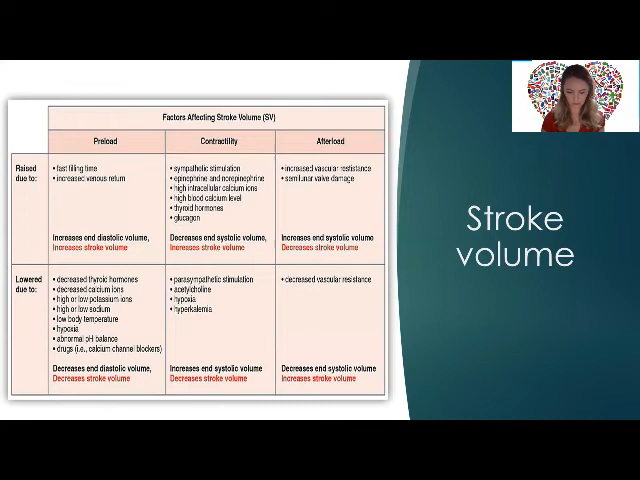 Factors Affecting Stroke Volume (SV)
Preload
Contractility
Afterload
Raised
due to:
• fast filling time
• increased venous return
Increases end diastolic volume,
Increases stroke volume
• sympathetic stimulation
• epinephrine and norepinephrine
• high intracellular calcium ions
• high blood calcium level
• thyroid hormones
• glucagon
Decreases end systolic volume,
Increases stroke volume
• increased vascular restistance
• semilunar valve damage
Increases end systolic volume
Decreases stroke volume
Lowered
due to:
• decreased thyroid hormones
• decreased calcium ions
• high or low potassium ions
• high or low sodium
• low body temperature
• hypoxia
• abnormal pH balance
• drugs (i.e., calcium channel blockers)
Decreases end diastolic volume,
Decreases stroke volume
• parasympathetic stimulation
• acetylcholine
• hypoxia
• hyperkalemia
Increases end systolic volume
Decreases stroke volume
• decreased vascular resistance
Decreases end systolic volume
Increases stroke volume
Stroke
volume